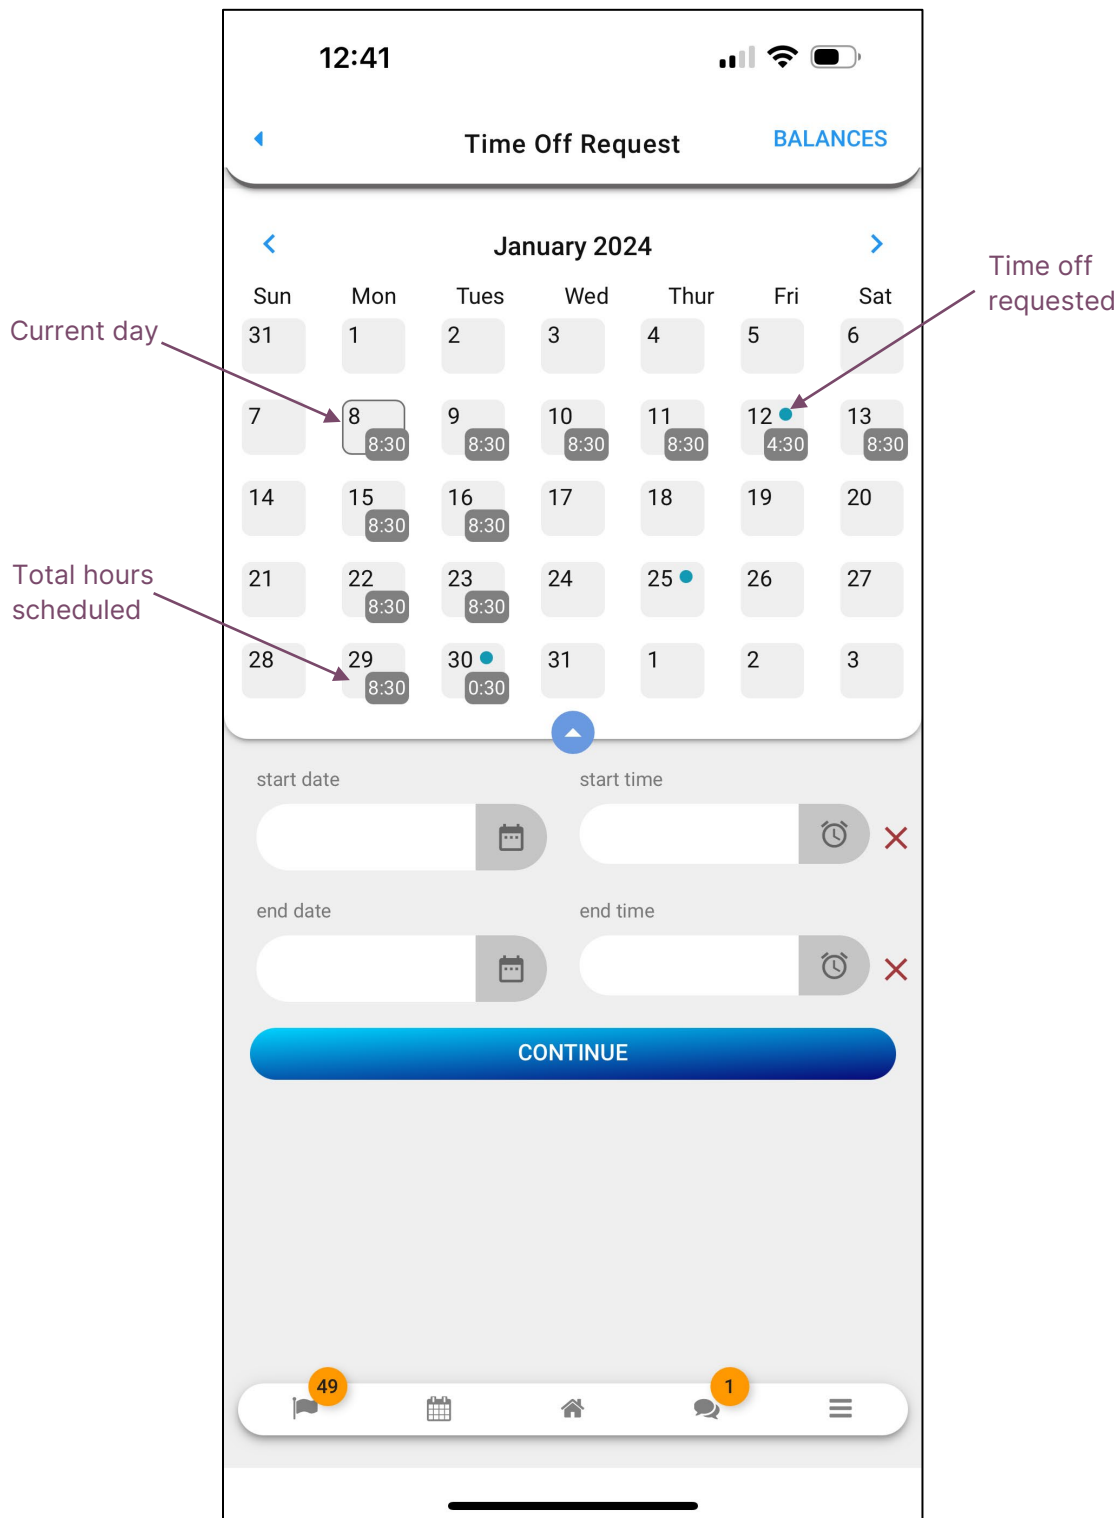 12:41
Time Off Request
BALANCES
January 2024
Sun Mon Tues Wed Thur Fri Sat
31 1 2 3 4 5 6
7 8 9 10 11 12 13
8:30 8:30 8:30 8:30 4:30 8:30
14 15 16 17 18 19 20
8:30 8:30
21 22 23 24 25 26 27
8:30 8:30
28 29 30 31 1 2 3
8:30 0:30
Current day
Time off
requested
Total hours
scheduled
start date
start time
end date
end time
CONTINUE
49
1